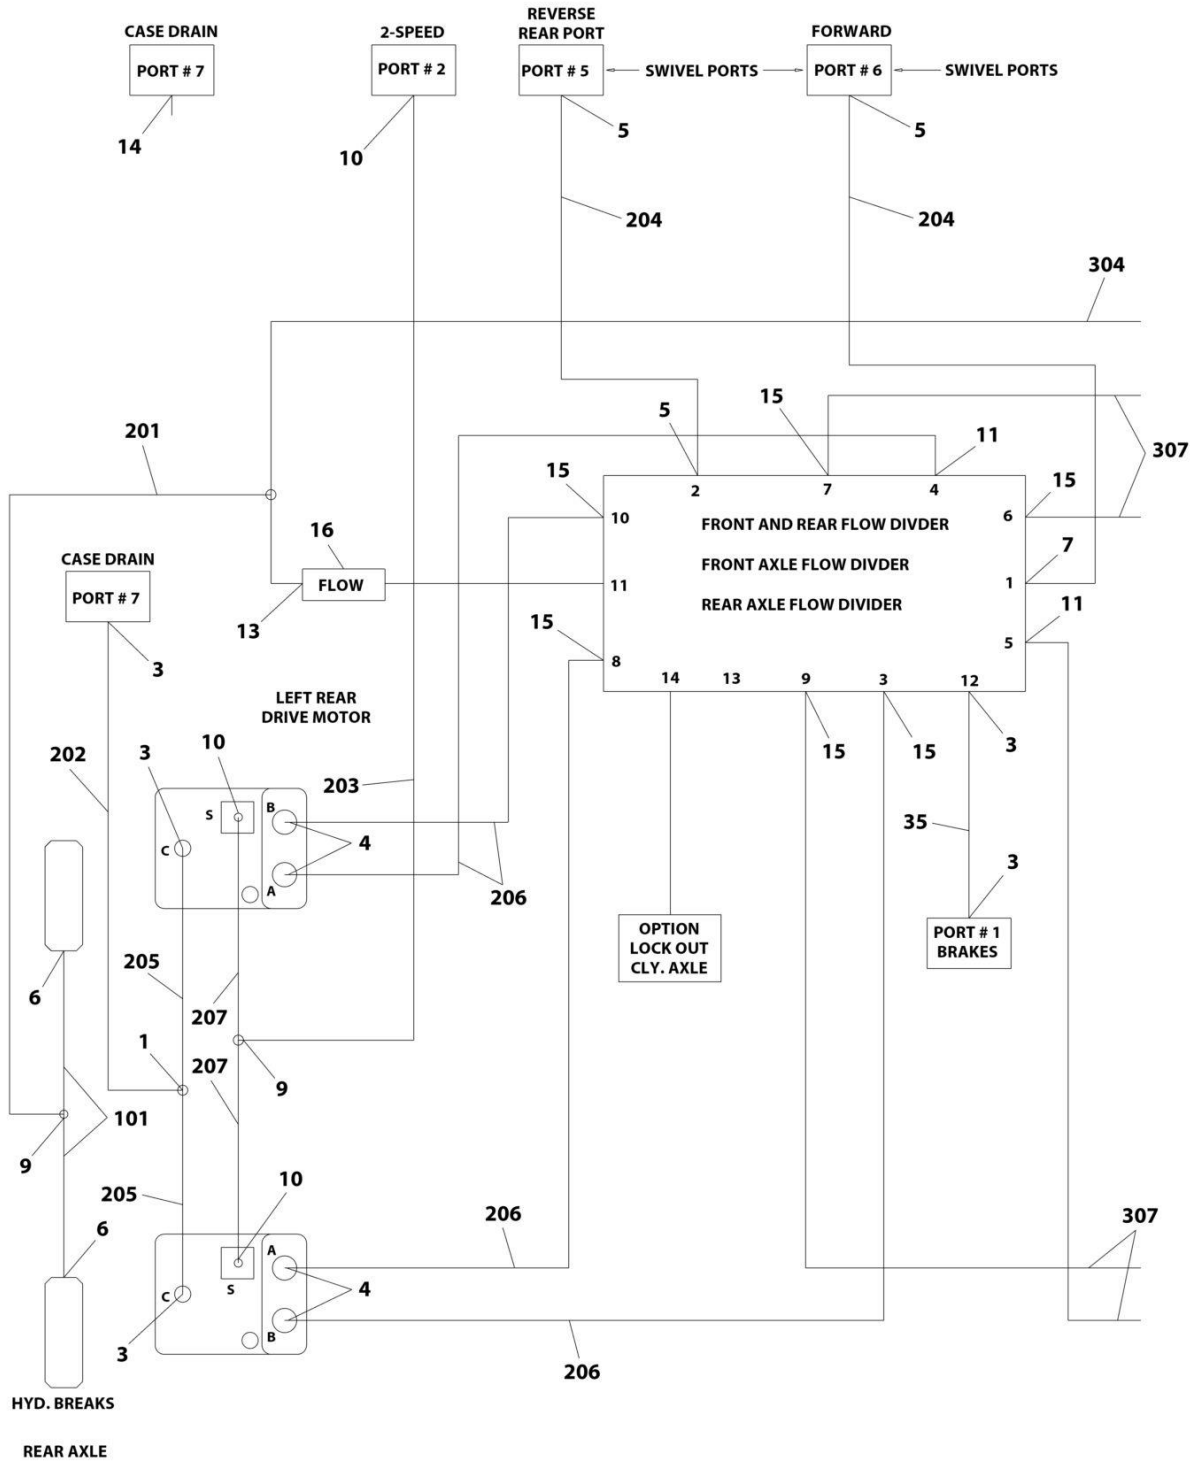 CASE DRAIN
PORT # 7
14
2-SPEED
PORT # 2
10
REVERSE
REAR PORT
PORT # 5
SWIVEL PORTS
FORWARD
PORT # 6
SWIVEL PORTS
5
5
204
204
304
201
5
15
11
307
15
2
7
4
15
10
6
FRONT AND REAR FLOW DIVDER
16
7
CASE DRAIN
PORT # 7
FLOW
11
FRONT AXLE FLOW DIVDER
1
13
REAR AXLE FLOW DIVIDER
11
15
5
3
8
14
13
9
3
12
LEFT REAR
DRIVE MOTOR
10
3
202
203
15
15
3
S
B
C
A
4
206
35
3
OPTION
LOCK OUT
CLY. AXLE
PORT # 1
BRAKES
205
6
207
1
207
9
101
9
205
10
6
206
307
A
S
C
B
4
3
206
HYD. BREAKS
REAR AXLE